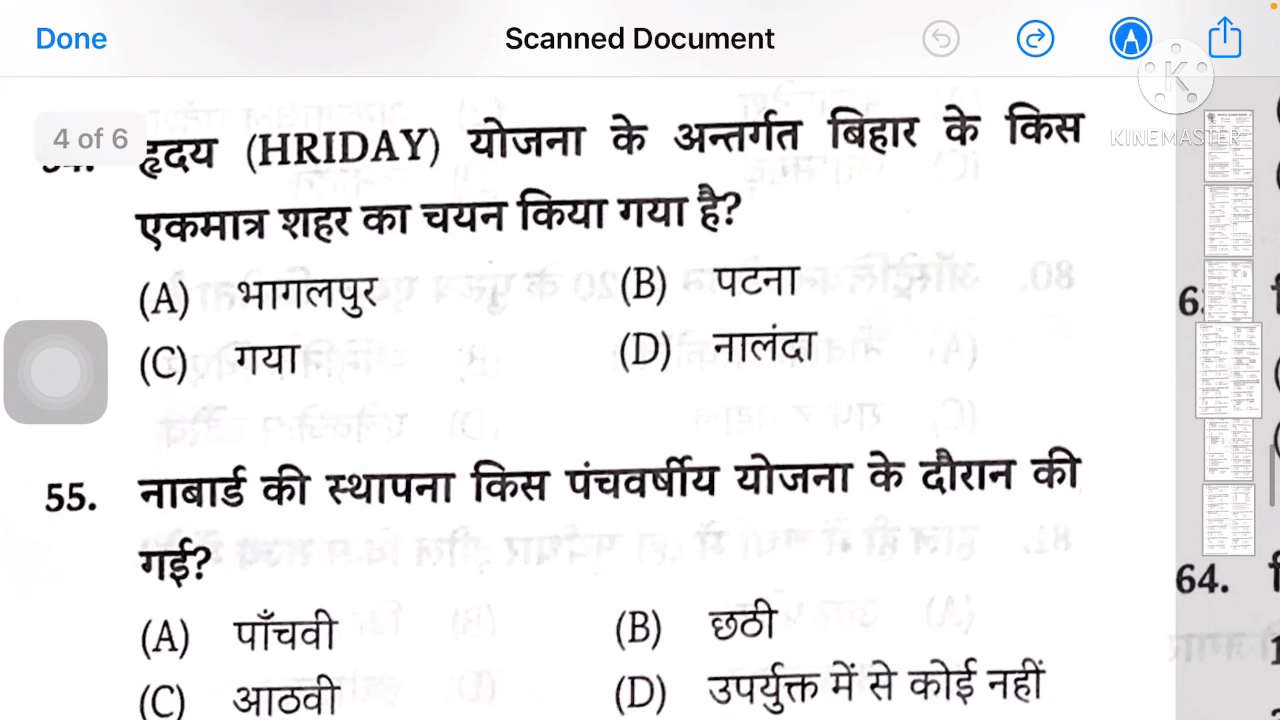 Done
Scanned Document
4 of 6
KINEMASTER
हृदय (HRIDAY) योजना के अन्तर्गत बिहार के किस
एकमात्र शहर का चयन किया गया है?
(A) भागलपुर (B) पटना
(C) गया (D) नालंदा
55. नाबार्ड की स्थापना किस पंचवर्षीय योजना के दौरान की
गई?
(A) पाँचवी (B) छठी
(C) आठवी (D) उपर्युक्त में से कोई नहीं
64.